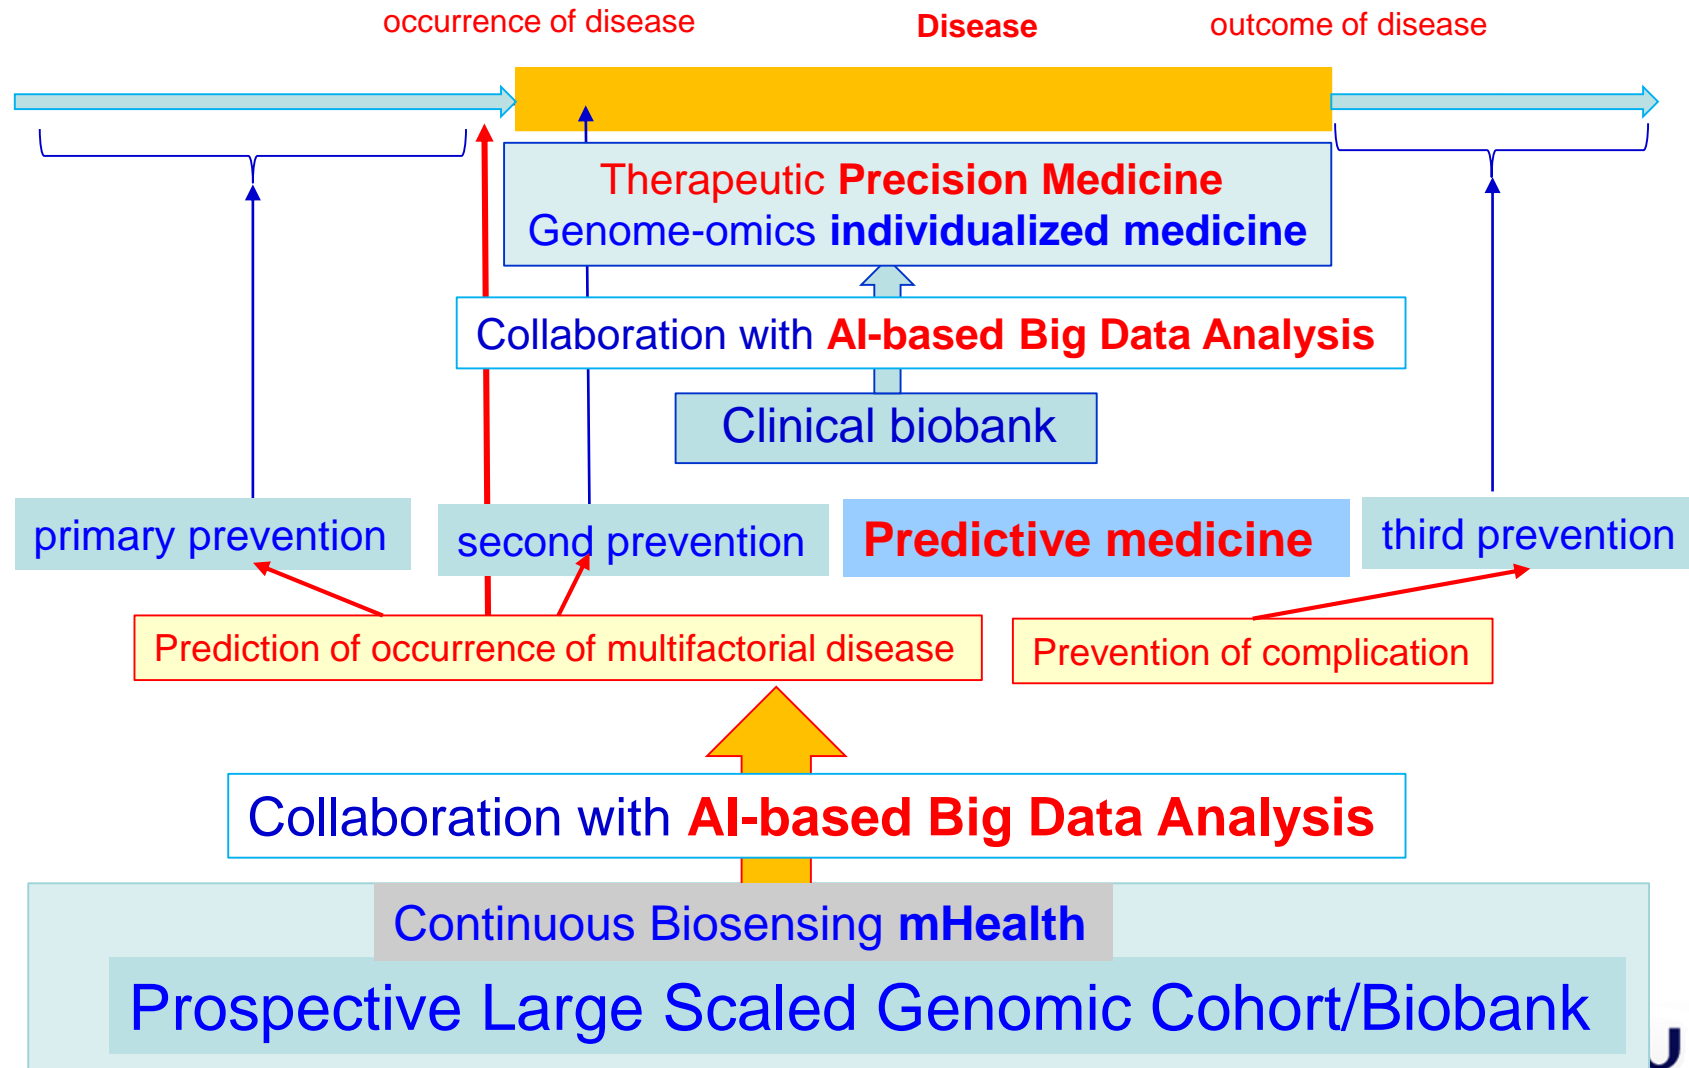 occurrence of disease
Disease
outcome of disease
Therapeutic Precision Medicine
Genome-omics individualized medicine
Collaboration with AI-based Big Data Analysis
Clinical biobank
primary prevention
second prevention
Predictive medicine
third prevention
Prediction of occurrence of multifactorial disease
Prevention of complication
Collaboration with AI-based Big Data Analysis
Continuous Biosensing mHealth
Prospective Large Scaled Genomic Cohort/Biobank